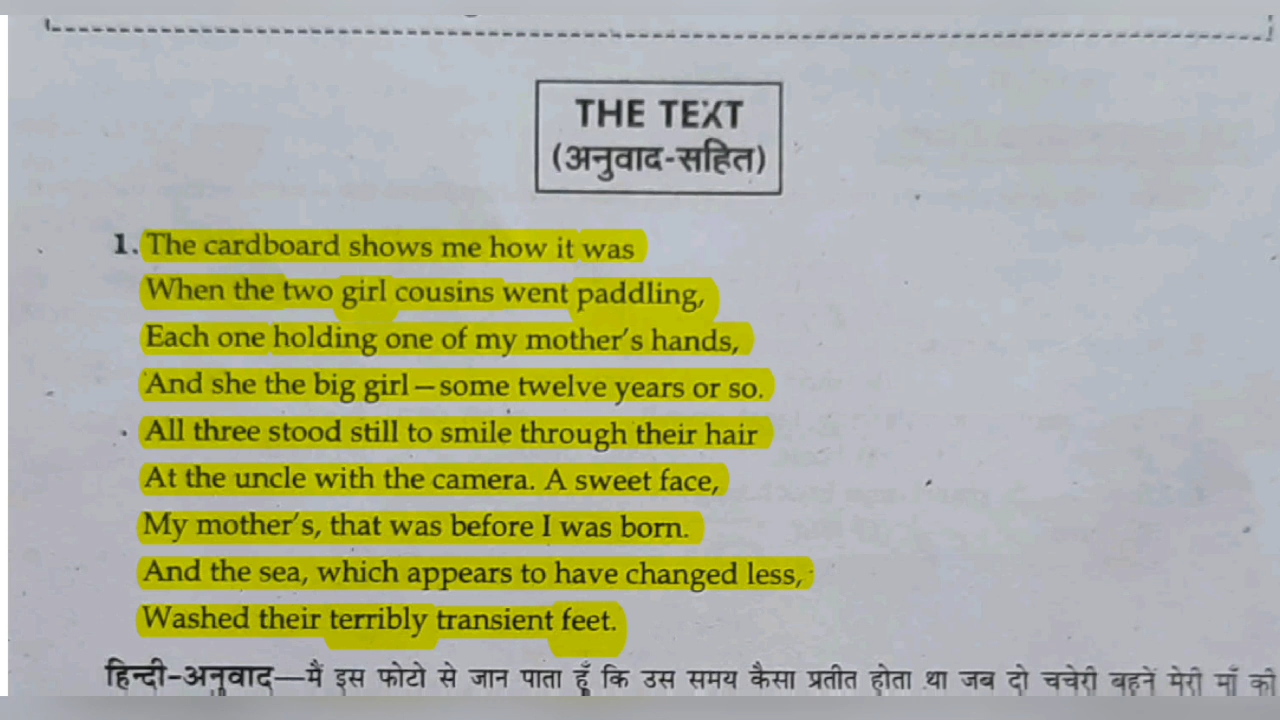 THE TEXT
(अनुवाद-सहित)
1. The cardboard shows me how it was
When the two girl cousins went paddling,
Each one holding one of my mother's hands,
And she the big girl—some twelve years or so.
All three stood still to smile through their hair
At the uncle with the camera. A sweet face,
My mother's, that was before I was born.
And the sea, which appears to have changed less,
Washed their terribly transient feet.
हिन्दी-अनुवाद—मैं इस फोटो से जान पाता हूँ कि उस समय कैसा प्रतीत होता था जब दो चचेरी बहनें मेरी माँ को